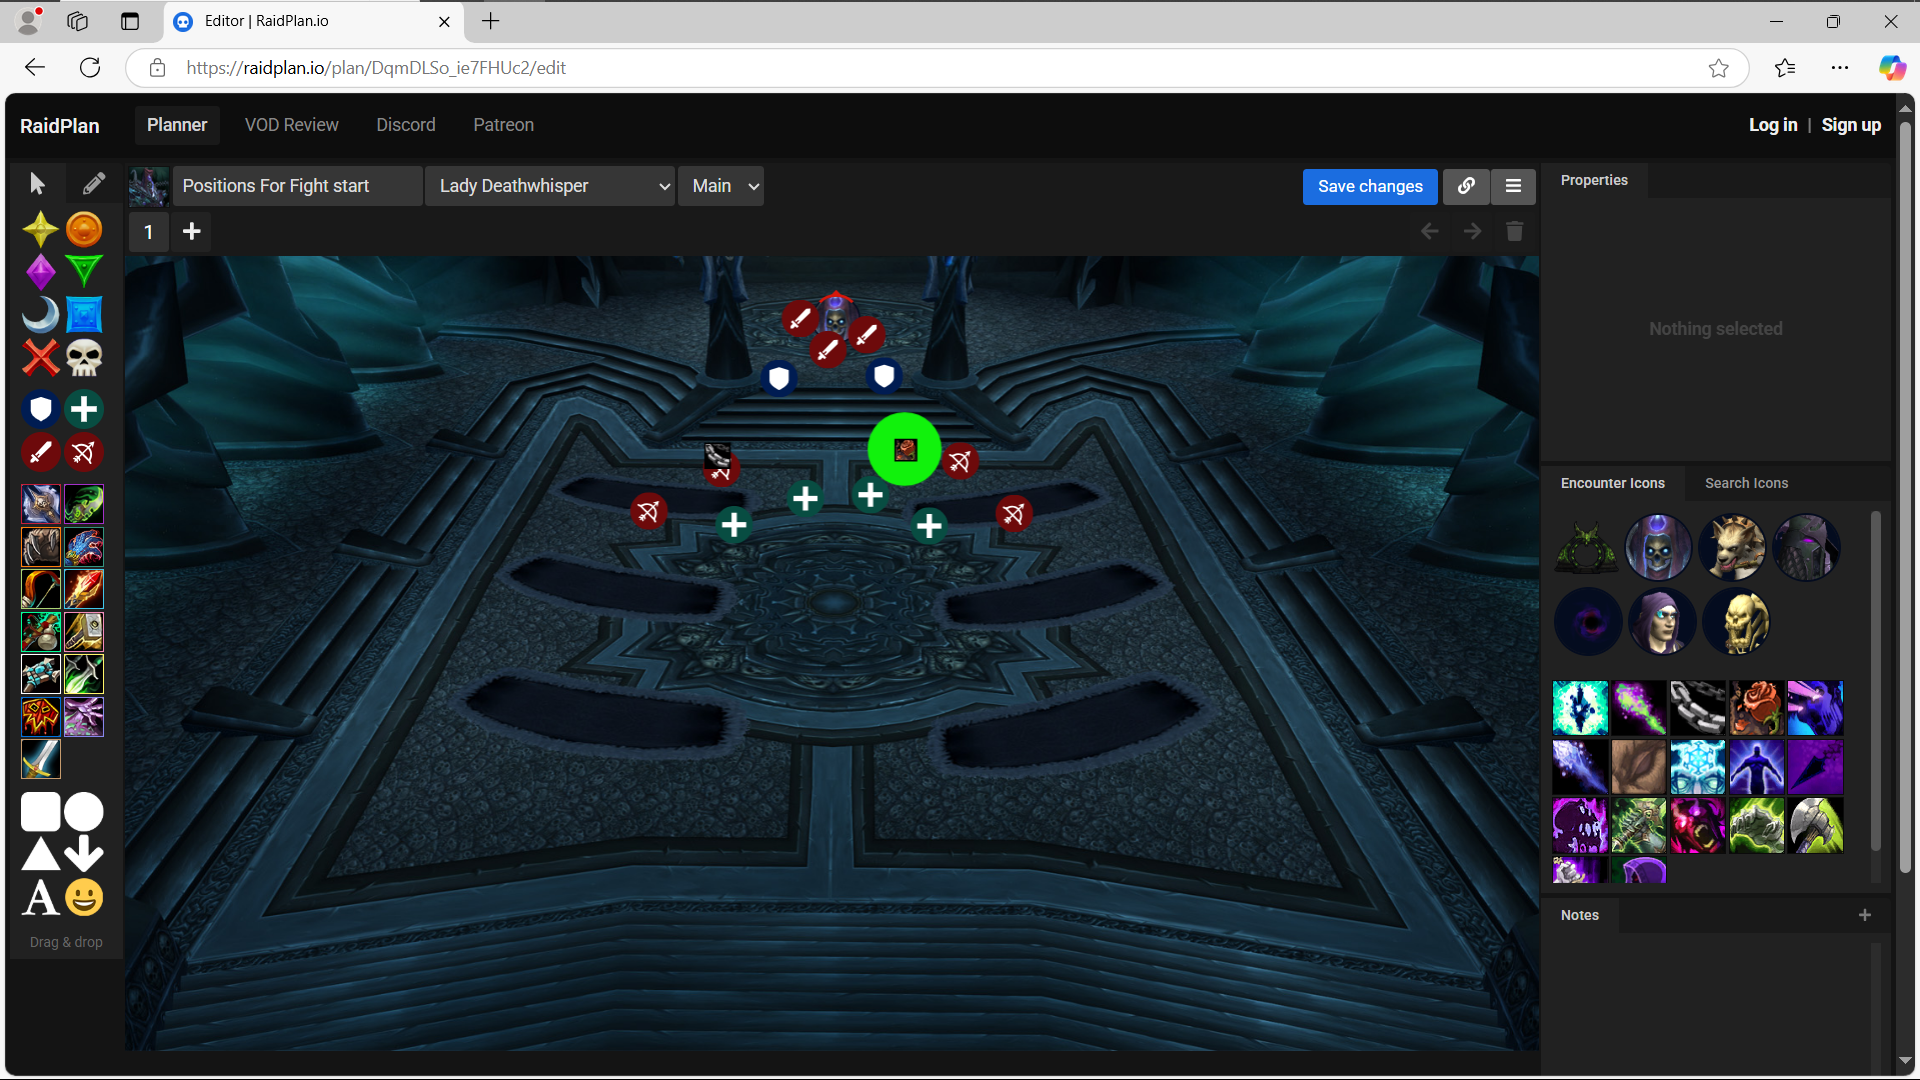 Editor | RaidPlan.io
https://raidplan.io/plan/DqmDLSo_ie7FHUc2/edit
RaidPlan
Planner
VOD Review
Discord
Patreon
Log in | Sign up
Positions For Fight start
Lady Deathwhisper
Main
Save changes
1
Properties
Nothing selected
Encounter Icons
Search Icons
A
Drag & drop
Notes